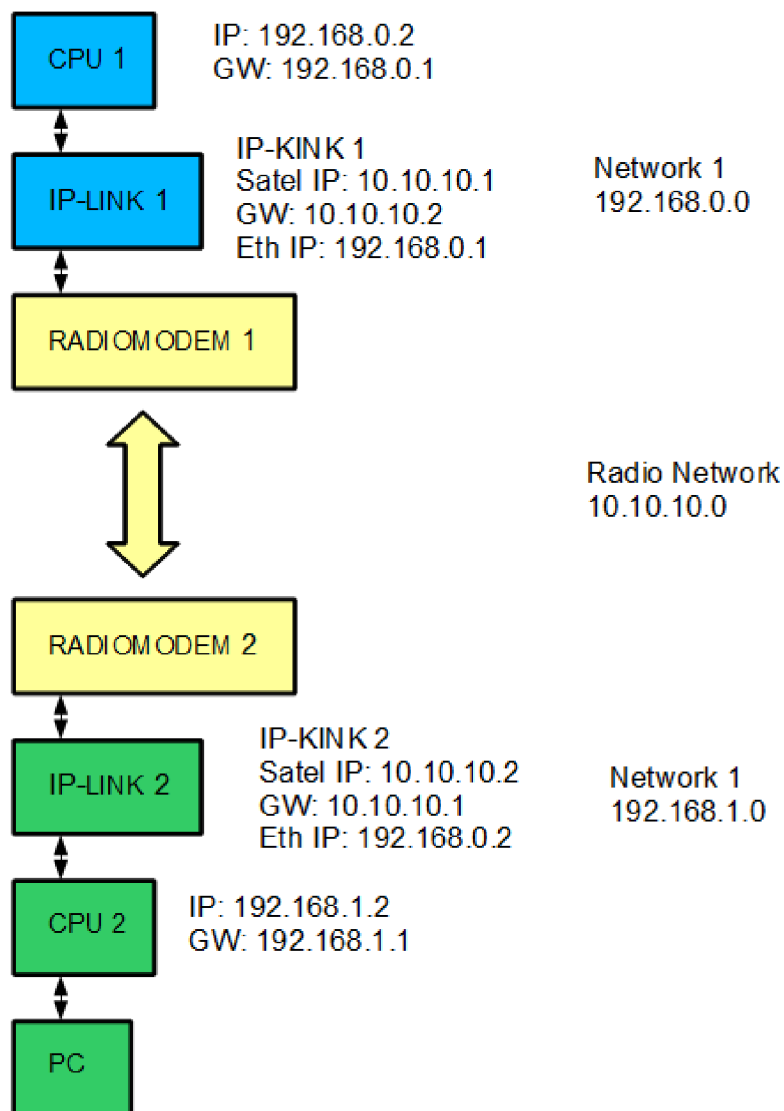 CPU 1
IP: 192.168.0.2
GW: 192.168.0.1
IP-LINK 1
IP-KINK 1
Satel IP: 10.10.10.1
GW: 10.10.10.2
Eth IP: 192.168.0.1
Network 1
192.168.0.0
RADIOMODEM 1
Radio Network
10.10.10.0
RADIOMODEM 2
IP-LINK 2
IP-KINK 2
Satel IP: 10.10.10.2
GW: 10.10.10.1
Eth IP: 192.168.0.2
Network 1
192.168.1.0
CPU 2
IP: 192.168.1.2
GW: 192.168.1.1
PC